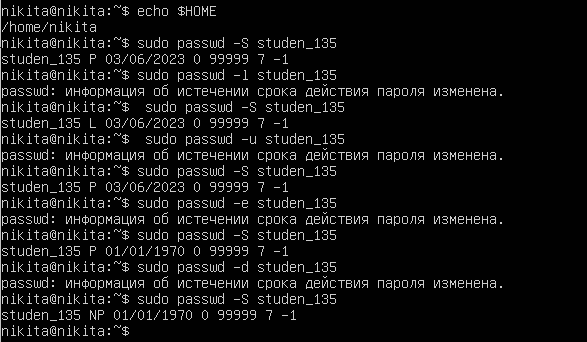 nikita@nikita:~$ echo $HOME
/home/nikita
nikita@nikita:~$ sudo passwd -S studen_135
studen_135 P 03/06/2023 0 99999 7 -1
nikita@nikita:~$ sudo passwd -l studen_135
passwd: информация об истечении срока действия пароля изменена.
nikita@nikita:~$  sudo passwd -S studen_135
studen_135 L 03/06/2023 0 99999 7 -1
nikita@nikita:~$  sudo passwd -u studen_135
passwd: информация об истечении срока действия пароля изменена.
nikita@nikita:~$ sudo passwd -S studen_135
studen_135 P 03/06/2023 0 99999 7 -1
nikita@nikita:~$ sudo passwd -e studen_135
passwd: информация об истечении срока действия пароля изменена.
nikita@nikita:~$ sudo passwd -S studen_135
studen_135 P 01/01/1970 0 99999 7 -1
nikita@nikita:~$ sudo passwd -d studen_135
passwd: информация об истечении срока действия пароля изменена.
nikita@nikita:~$ sudo passwd -S studen_135
studen_135 NP 01/01/1970 0 99999 7 -1
nikita@nikita:~$